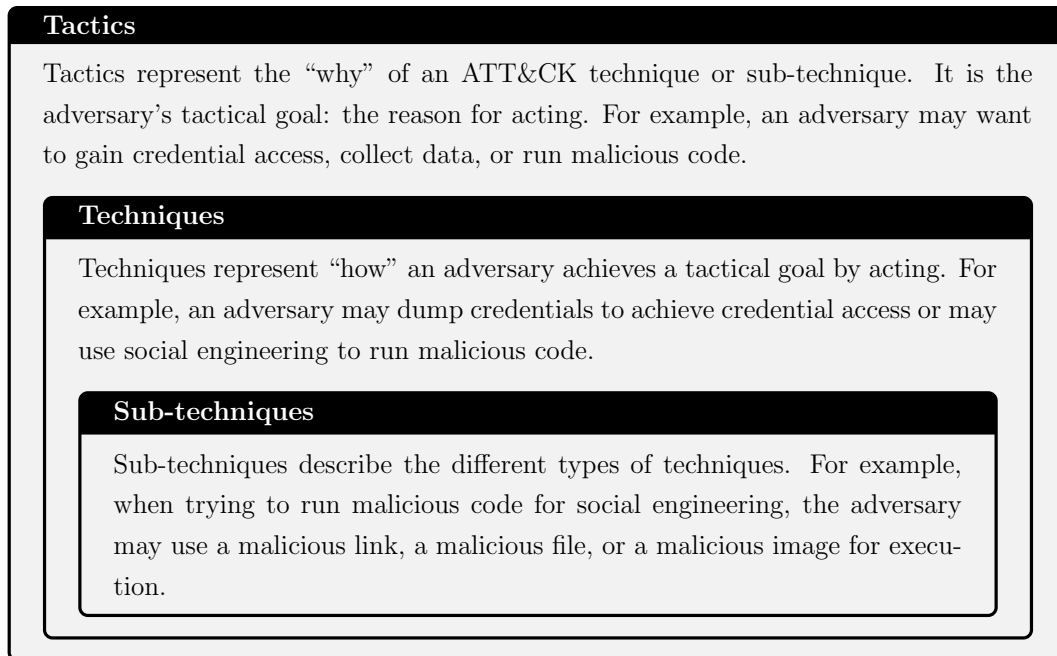 Tactics
Tactics represent the “why” of an ATT&CK technique or sub-technique. It is the
adversary’s tactical goal: the reason for acting. For example, an adversary may want
to gain credential access, collect data, or run malicious code.
Techniques
Techniques represent “how” an adversary achieves a tactical goal by acting. For
example, an adversary may dump credentials to achieve credential access or may
use social engineering to run malicious code.
Sub-techniques
Sub-techniques describe the different types of techniques. For example,
when trying to run malicious code for social engineering, the adversary
may use a malicious link, a malicious file, or a malicious image for execu-
tion.